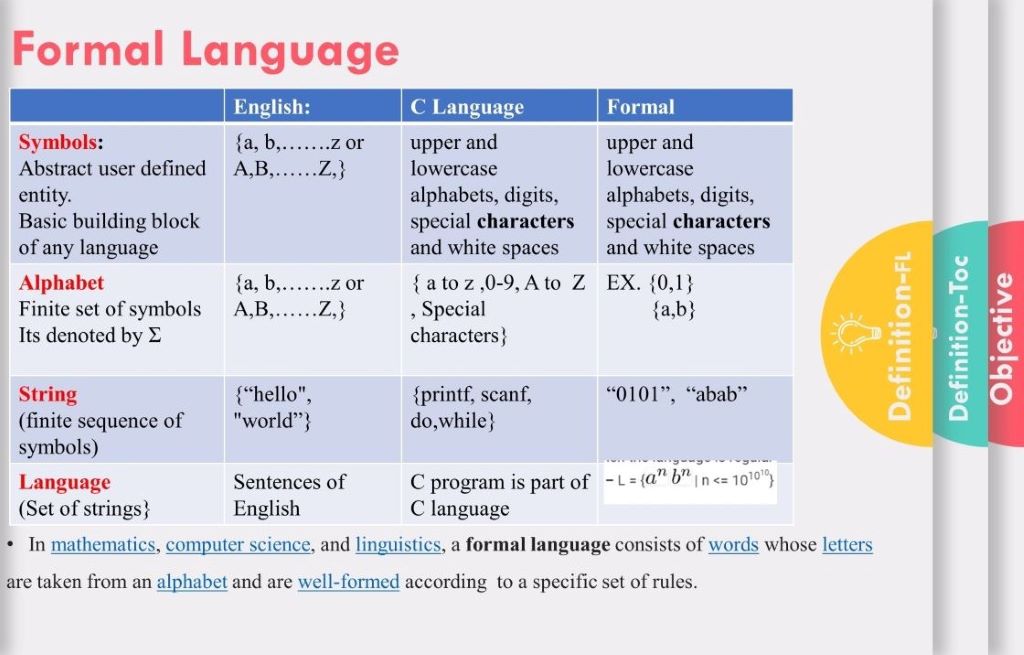 Formal Language
English:
C Language
Formal
Symbols:
Abstract user defined
entity.
Basic building block
of any language
{a, b,.......z or
A,B,......Z,}
upper and
lowercase
alphabets, digits,
special characters
and white spaces
upper and
lowercase
alphabets, digits,
special characters
and white spaces
Alphabet
Finite set of symbols
Its denoted by Σ
{a, b,.......z or
A,B,......Z,}
{ a to z ,0-9, A to Z
, Special
characters}
EX. {0,1}
{a,b}
String
(finite sequence of
symbols)
{“hello",
"world”}
{printf, scanf,
do,while}
“0101”, “abab”
Language
(Set of strings}
Sentences of
English
C program is part of
C language
– L = {aⁿ bⁿ | n <= 10^10^10}
• In mathematics, computer science, and linguistics, a formal language consists of words whose letters
are taken from an alphabet and are well-formed according to a specific set of rules.
Definition-FL
Definition-Toc
Objective